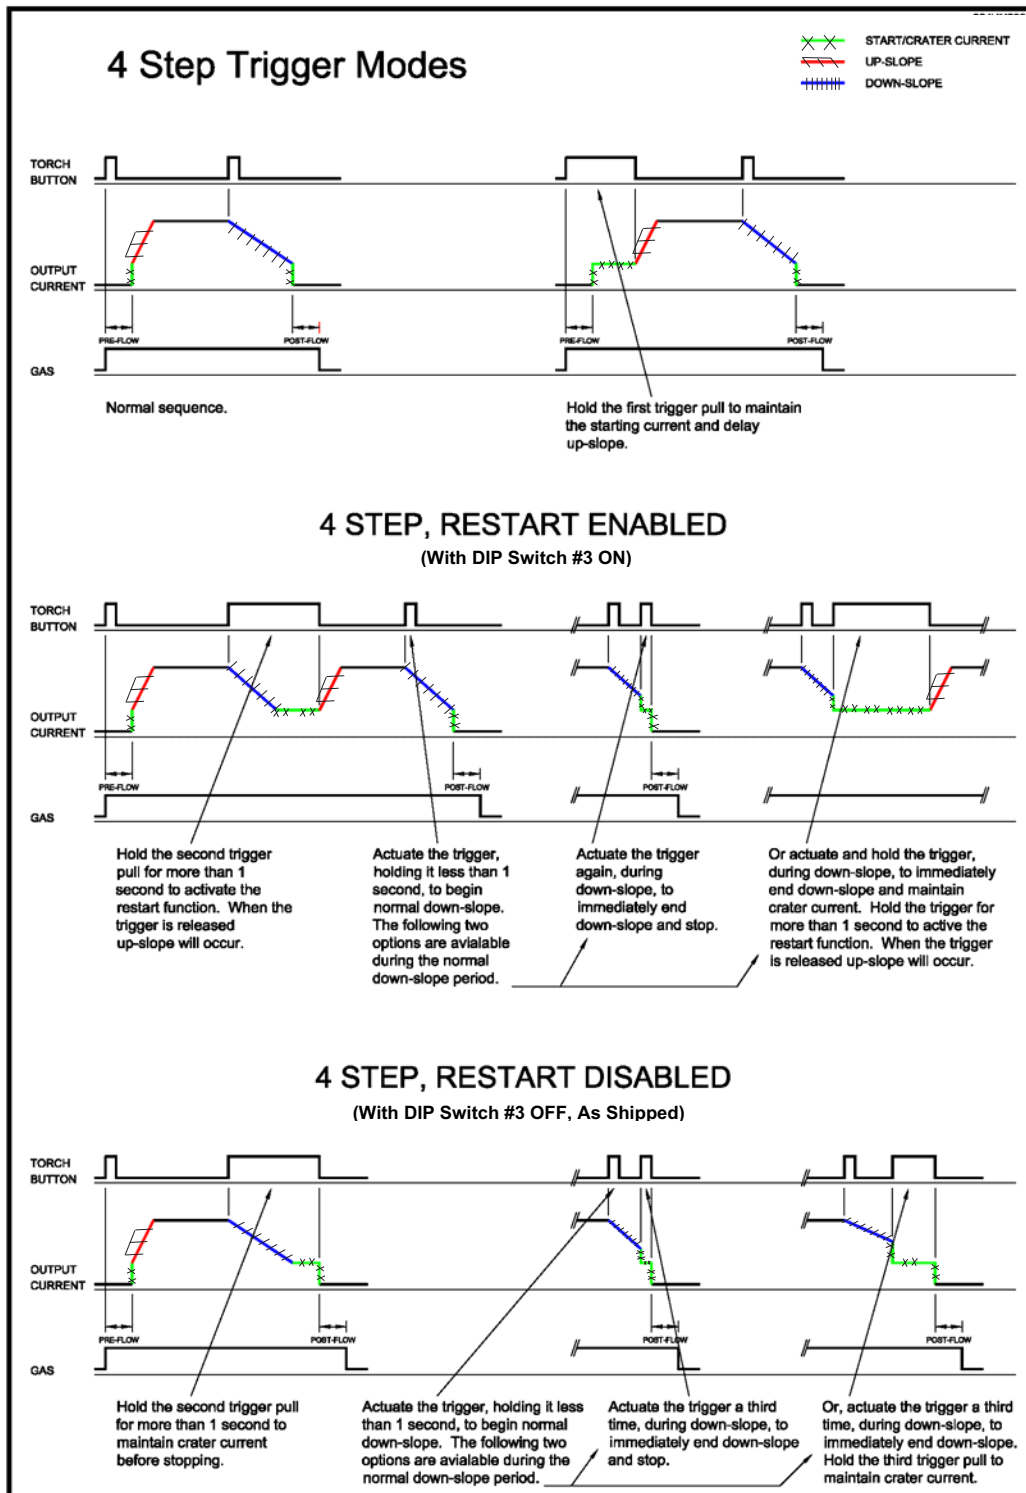 4 Step Trigger Modes
START/CRATER CURRENT
UP-SLOPE
DOWN-SLOPE
TORCH
BUTTON
OUTPUT
CURRENT
PRE-FLOW
POST-FLOW
PRE-FLOW
POST-FLOW
GAS
Normal sequence.
Hold the first trigger pull to maintain
the starting current and delay
up-slope.
4 STEP, RESTART ENABLED
(With DIP Switch #3 ON)
TORCH
BUTTON
OUTPUT
CURRENT
PRE-FLOW
POST-FLOW
POST-FLOW
GAS
Hold the second trigger
pull for more than 1
second to activate the
restart function. When the
trigger is released
up-slope will occur.
Actuate the trigger,
holding it less than 1
second, to begin
normal down-slope.
The following two
options are avialable
during the normal
down-slope period.
Actuate the trigger
again, during
down-slope, to
immediately end
down-slope and stop.
Or actuate and hold the trigger,
during down-slope, to immediately
end down-slope and maintain
crater current. Hold the trigger for
more than 1 second to active the
restart function. When the trigger
is released up-slope will occur.
4 STEP, RESTART DISABLED
(With DIP Switch #3 OFF, As Shipped)
TORCH
BUTTON
OUTPUT
CURRENT
PRE-FLOW
POST-FLOW
POST-FLOW
POST-FLOW
GAS
Hold the second trigger pull
for more than 1 second to
maintain crater current
before stopping.
Actuate the trigger, holding it less
than 1 second, to begin normal
down-slope. The following two
options are avialable during the
normal down-slope period.
Actuate the trigger a third
time, during down-slope, to
immediately end down-slope
and stop.
Or, actuate the trigger a third
time, during down-slope, to
immediately end down-slope.
Hold the third trigger pull to
maintain crater current.